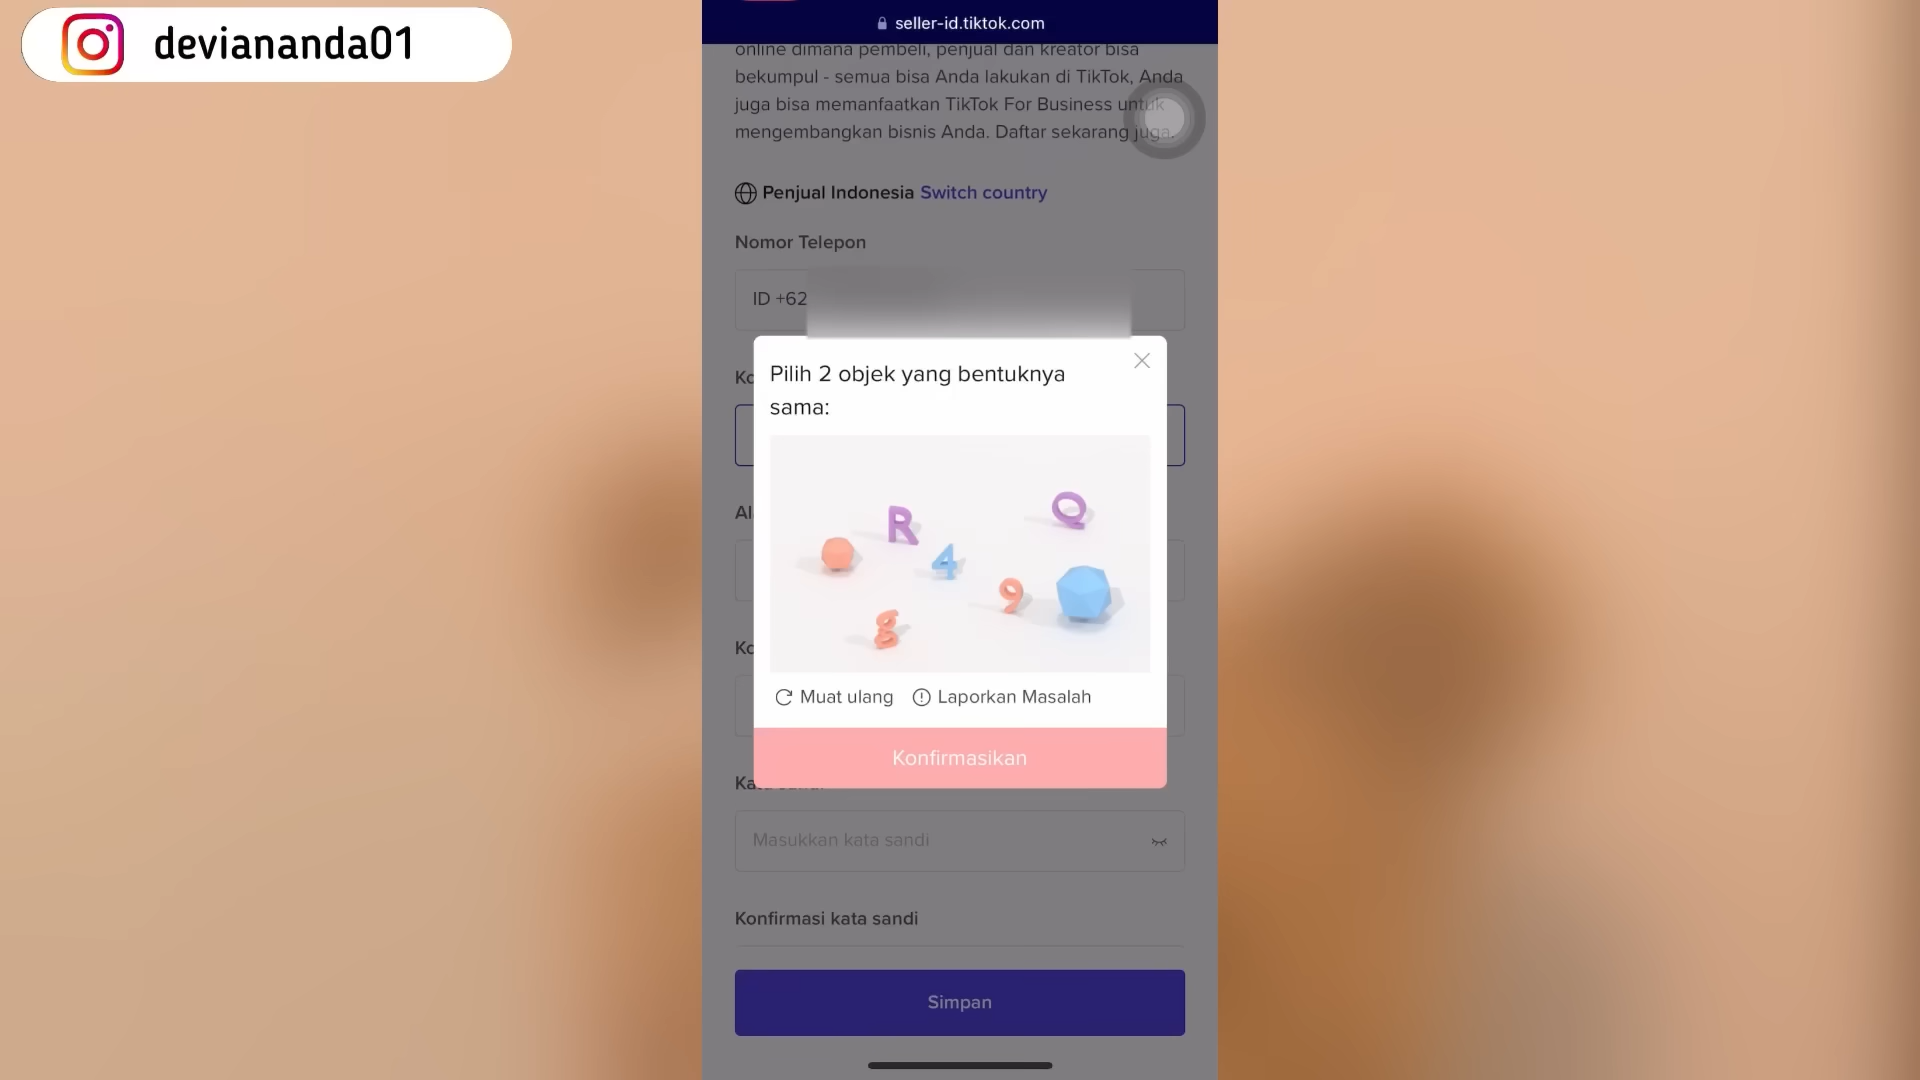 deviananda01
seller-id.tiktok.com
online dimana pembeli, penjual dan kreator bisa
bekumpul - semua bisa Anda lakukan di TikTok, Anda
juga bisa memanfaatkan TikTok For Business untuk
mengembangkan bisnis Anda. Daftar sekarang juga.
Penjual Indonesia Switch country
Nomor Telepon
ID +62
Pilih 2 objek yang bentuknya
sama:
R
Q
4
9
8
Muat ulang Laporkan Masalah
Konfirmasikan
Masukkan kata sandi
Konfirmasi kata sandi
Simpan